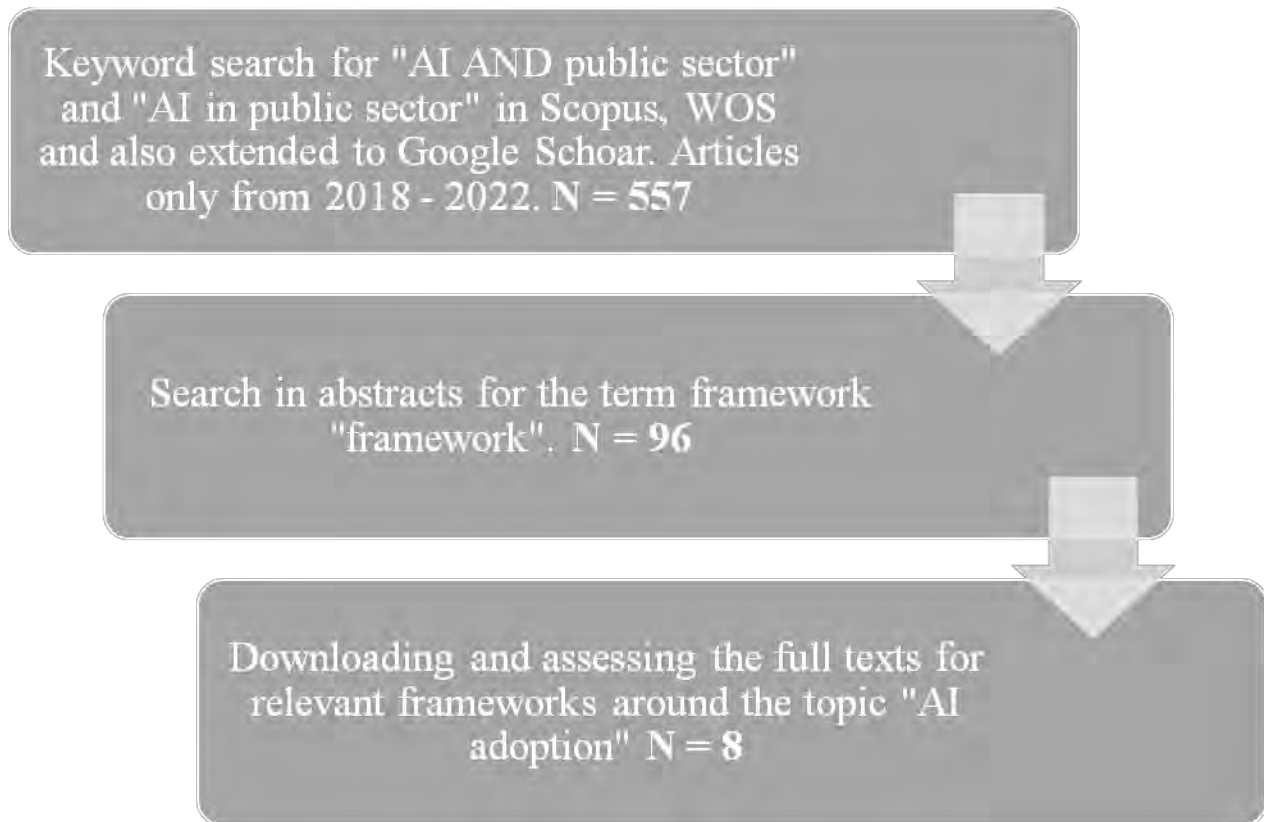 Keyword search for "AI AND public sector"
and "AI in public sector" in Scopus, WOS
and also extended to Google Schoar. Articles
only from 2018 - 2022. N = 557
Search in abstracts for the term framework
"framework". N = 96
Downloading and assessing the full texts for
relevant frameworks around the topic "AI
adoption" N = 8